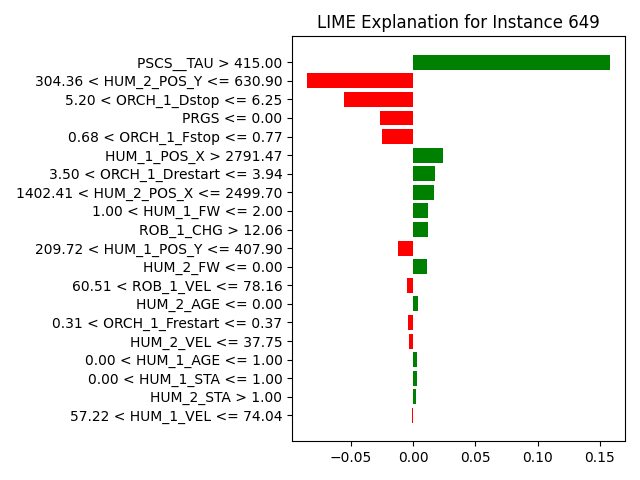 LIME Explanation for Instance 649
PSCS__TAU > 415.00
304.36 < HUM_2_POS_Y <= 630.90
5.20 < ORCH_1_Dstop <= 6.25
PRGS <= 0.00
0.68 < ORCH_1_Fstop <= 0.77
HUM_1_POS_X > 2791.47
3.50 < ORCH_1_Drestart <= 3.94
1402.41 < HUM_2_POS_X <= 2499.70
1.00 < HUM_1_FW <= 2.00
ROB_1_CHG > 12.06
209.72 < HUM_1_POS_Y <= 407.90
HUM_2_FW <= 0.00
60.51 < ROB_1_VEL <= 78.16
HUM_2_AGE <= 0.00
0.31 < ORCH_1_Frestart <= 0.37
HUM_2_VEL <= 37.75
0.00 < HUM_1_AGE <= 1.00
0.00 < HUM_1_STA <= 1.00
HUM_2_STA > 1.00
57.22 < HUM_1_VEL <= 74.04
−0.05 0.00 0.05 0.10 0.15